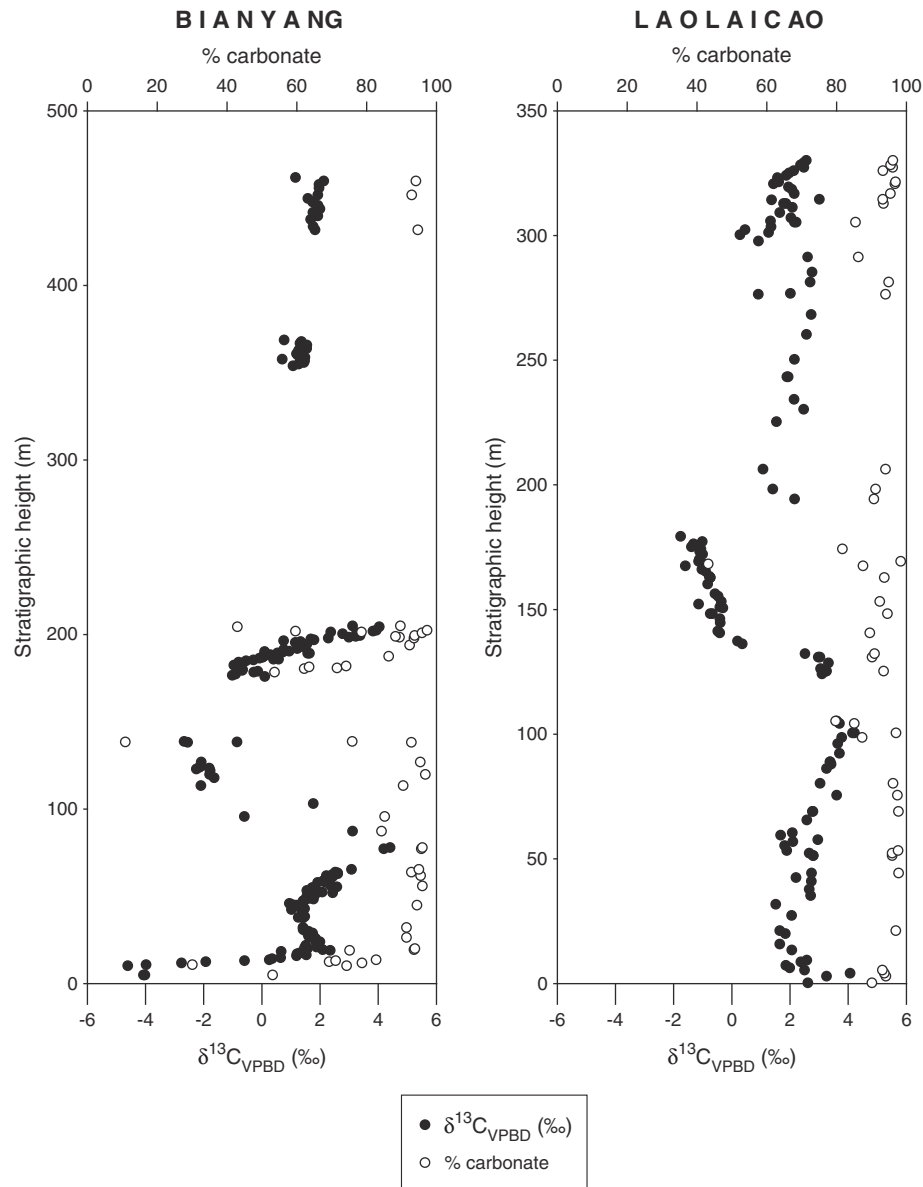 BIANYANG
% carbonate
0 20 40 60 80 100
500
400
300
200
100
0
Stratigraphic height (m)
-6 -4 -2 0 2 4 6
δ13CVPBD (‰)
LAOLAICAO
% carbonate
0 20 40 60 80 100
350
300
250
200
150
100
50
0
Stratigraphic height (m)
-6 -4 -2 0 2 4 6
δ13CVPBD (‰)
δ13CVPBD (‰)
% carbonate